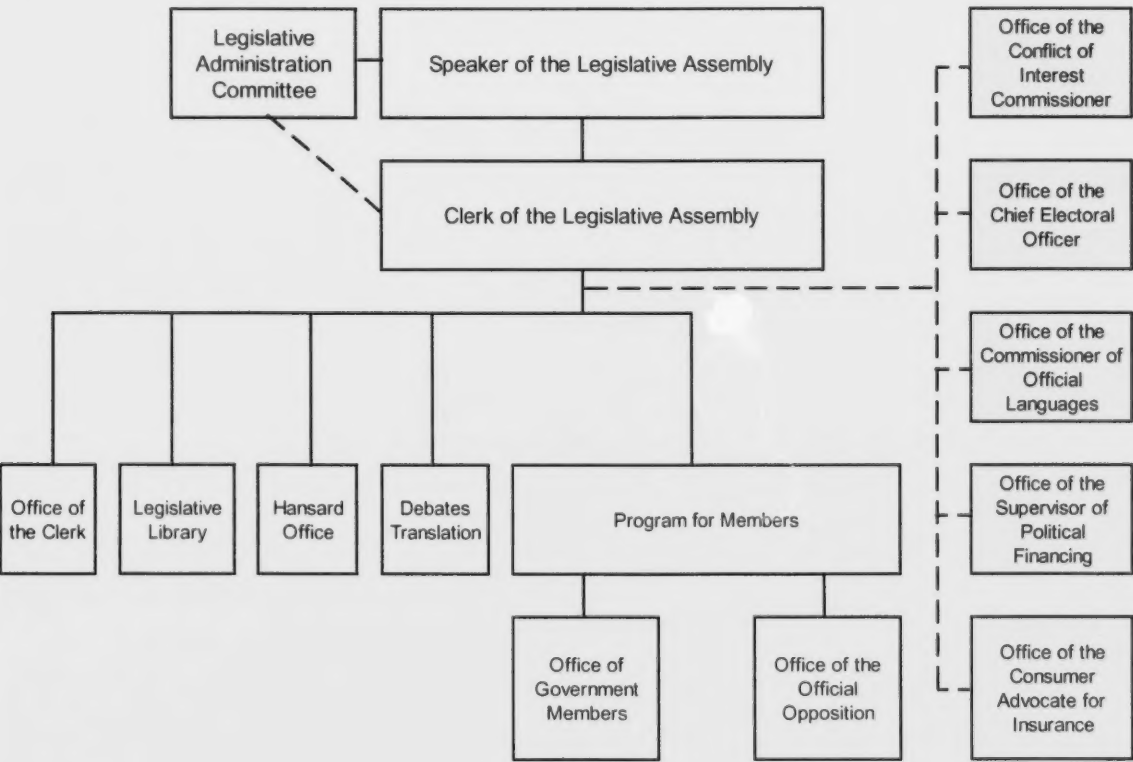 Legislative
Administration
Committee
Speaker of the Legislative Assembly
Office of the
Conflict of
Interest
Commissioner
Clerk of the Legislative Assembly
Office of the
Chief Electoral
Officer
Office of the
Commissioner of
Official
Languages
Office of
the Clerk
Legislative
Library
Hansard
Office
Debates
Translation
Program for Members
Office of the
Supervisor of
Political
Financing
Office of
Government
Members
Office of the
Official
Opposition
Office of the
Consumer
Advocate for
Insurance